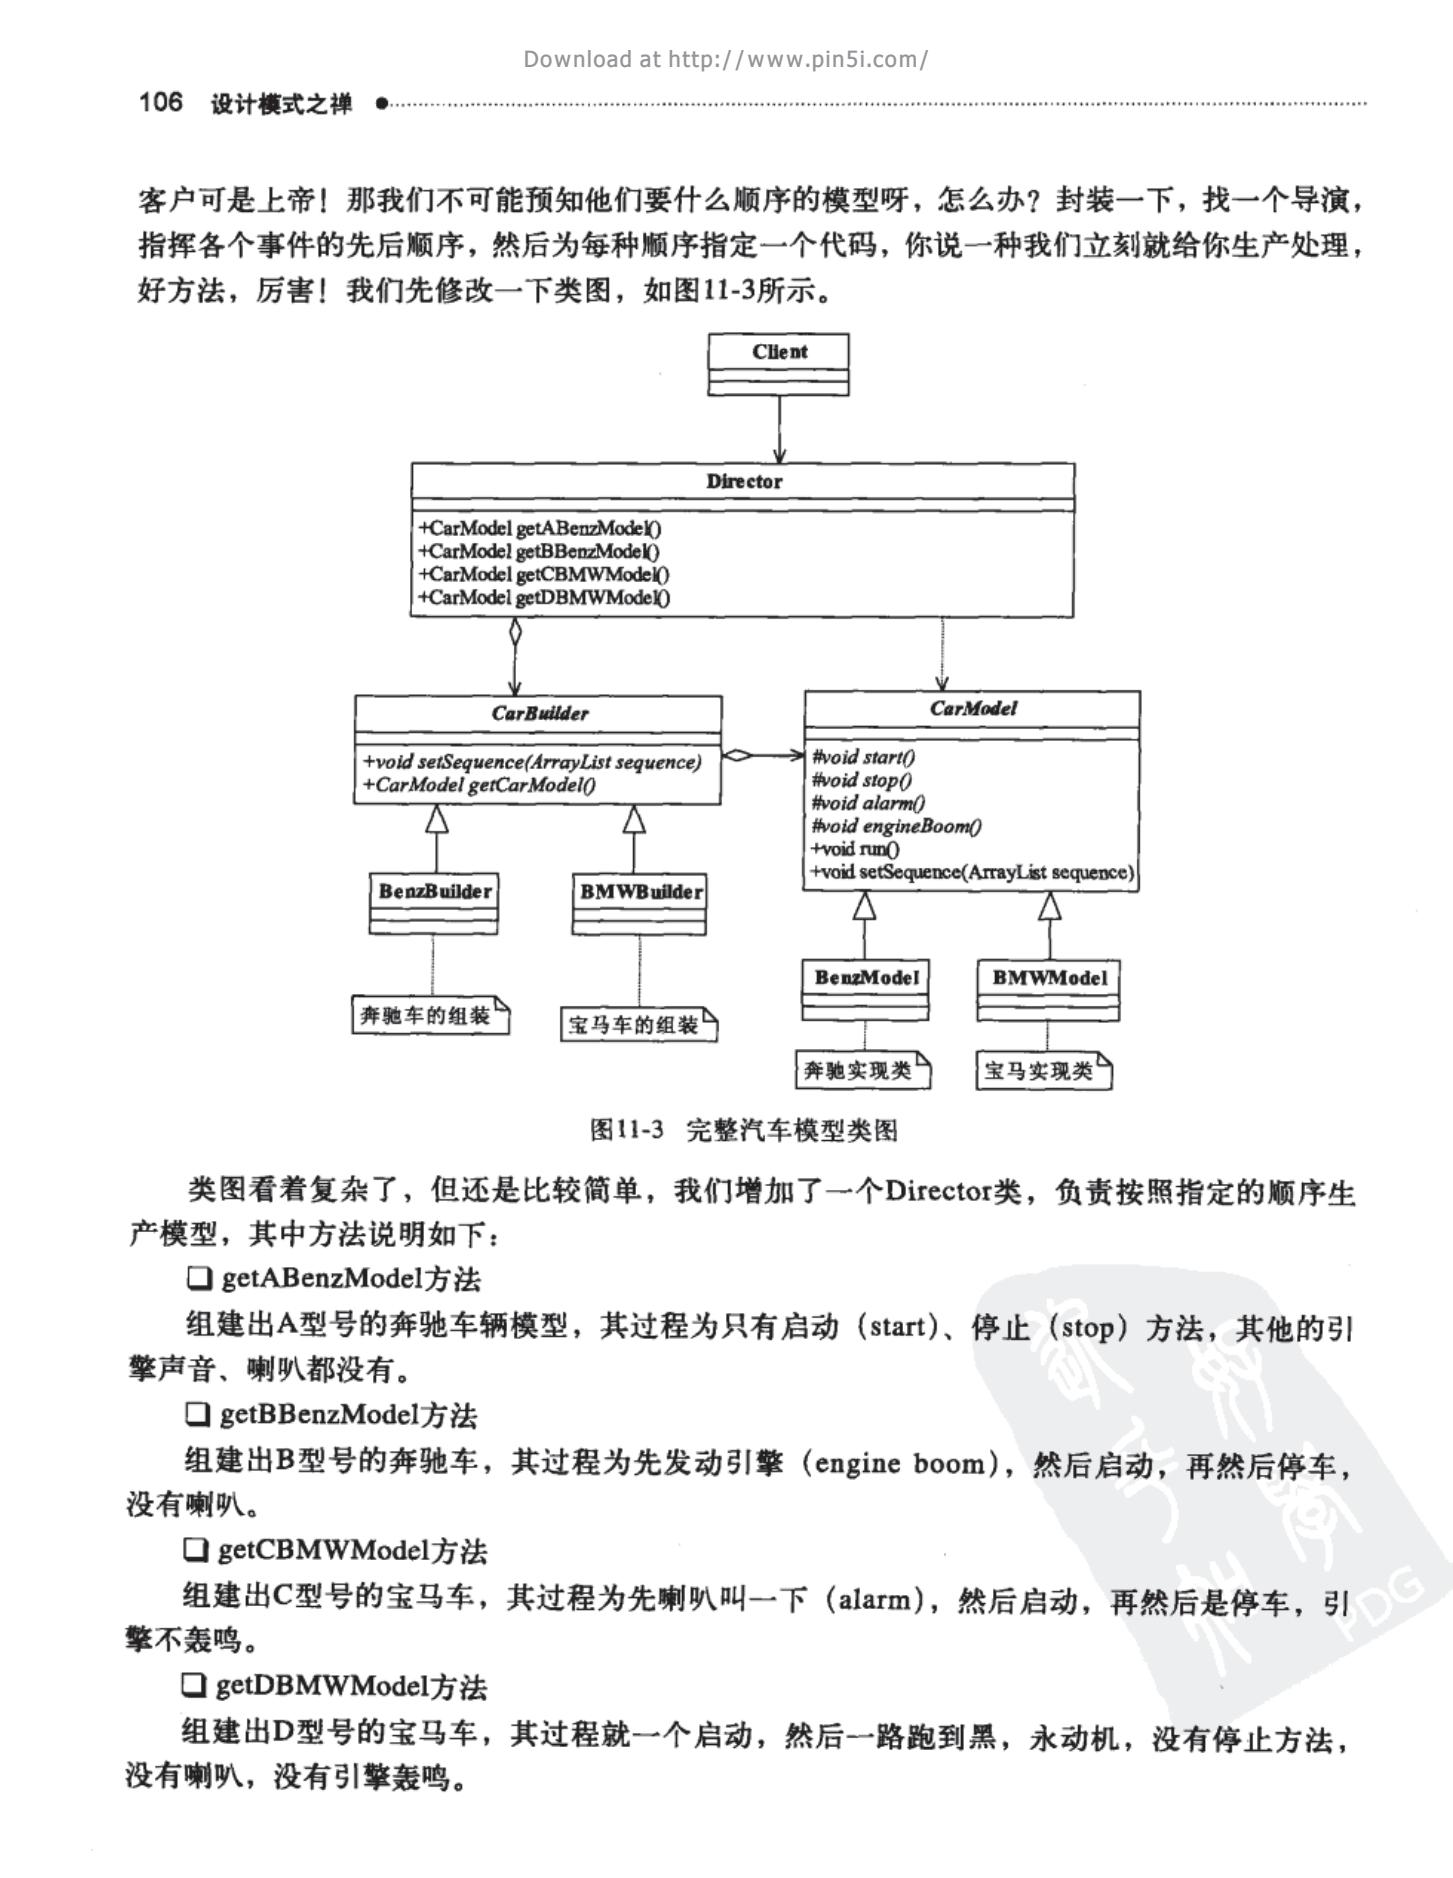 Download at http://www.pin5i.com/
106 设计模式之禅
客户可是上帝！那我们不可能预知他们要什么顺序的模型呀，怎么办？封装一下，找一个导演，
指挥各个事件的先后顺序，然后为每种顺序指定一个代码，你说一种我们立刻就给你生产处理，
好方法，厉害！我们先修改一下类图，如图11-3所示。
Client
Director
+CarModel getABenzModel()
+CarModel getBBenzModel()
+CarModel getCBMWModel()
+CarModel getDBMWModel()
CarBuilder
+void setSequence(ArrayList sequence)
+CarModel getCarModel()
CarModel
#void start()
#void stop()
#void alarm()
#void engineBoom()
+void run()
+void setSequence(ArrayList sequence)
BenzBuilder
BMWBuilder
BenzModel
BMWModel
奔驰车的组装
宝马车的组装
奔驰实现类
宝马实现类
图11-3 完整汽车模型类图
类图看着复杂了，但还是比较简单，我们增加了一个Director类，负责按照指定的顺序生
产模型，其中方法说明如下：
❑ getABenzModel方法
组建出A型号的奔驰车辆模型，其过程为只有启动（start）、停止（stop）方法，其他的引
擎声音、喇叭都没有。
❑ getBBenzModel方法
组建出B型号的奔驰车，其过程为先发动引擎（engine boom），然后启动，再然后停车，
没有喇叭。
❑ getCBMWModel方法
组建出C型号的宝马车，其过程为先喇叭叫一下（alarm），然后启动，再然后是停车，引
擎不轰鸣。
❑ getDBMWModel方法
组建出D型号的宝马车，其过程就一个启动，然后一路跑到黑，永动机，没有停止方法，
没有喇叭，没有引擎轰鸣。
PDG